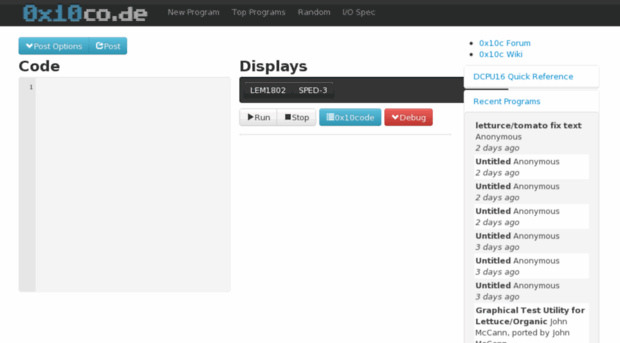 0x10co.de
New Program Top Programs Random I/O Spec
Post Options Post
Code
1
Displays
LEM1802 SPED-3
Run Stop 0x10code Debug
0x10c Forum
0x10c Wiki
DCPU16 Quick Reference
Recent Programs
letturce/tomato fix text
Anonymous
2 days ago
Untitled Anonymous
2 days ago
Untitled Anonymous
2 days ago
Untitled Anonymous
2 days ago
Untitled Anonymous
3 days ago
Untitled Anonymous
3 days ago
Untitled Anonymous
3 days ago
Graphical Test Utility for
Lettuce/Organic John
McCann, ported by John
McCann